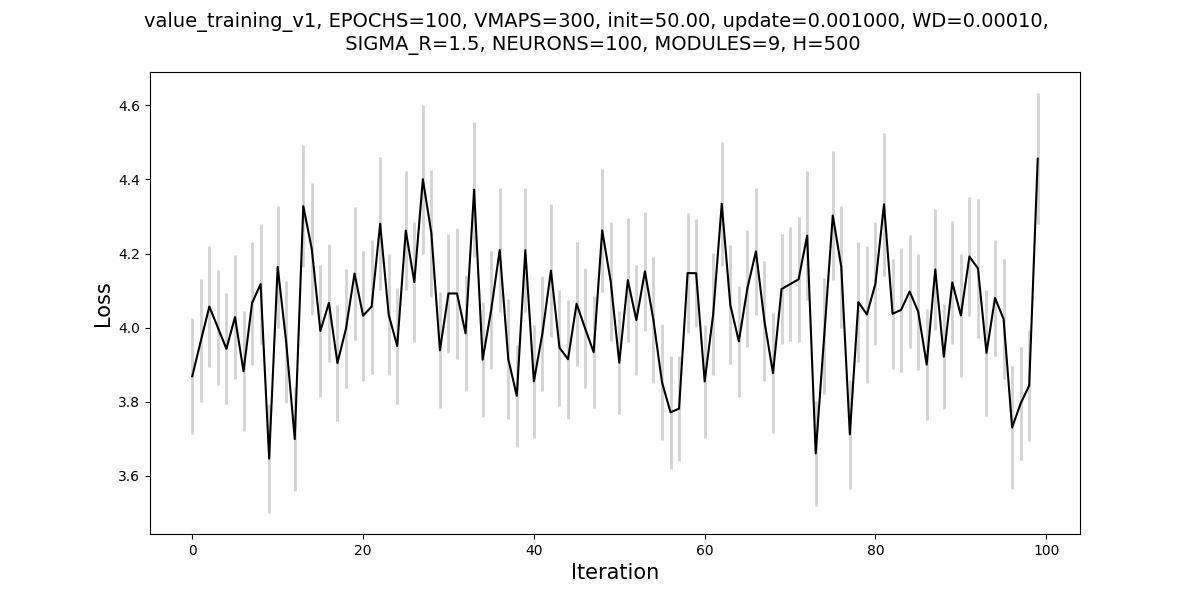 value_training_v1, EPOCHS=100, VMAPS=300, init=50.00, update=0.001000, WD=0.00010,
SIGMA_R=1.5, NEURONS=100, MODULES=9, H=500
4.6
4.4
4.2
4.0
3.8
3.6
Loss
0 20 40 60 80 100
Iteration